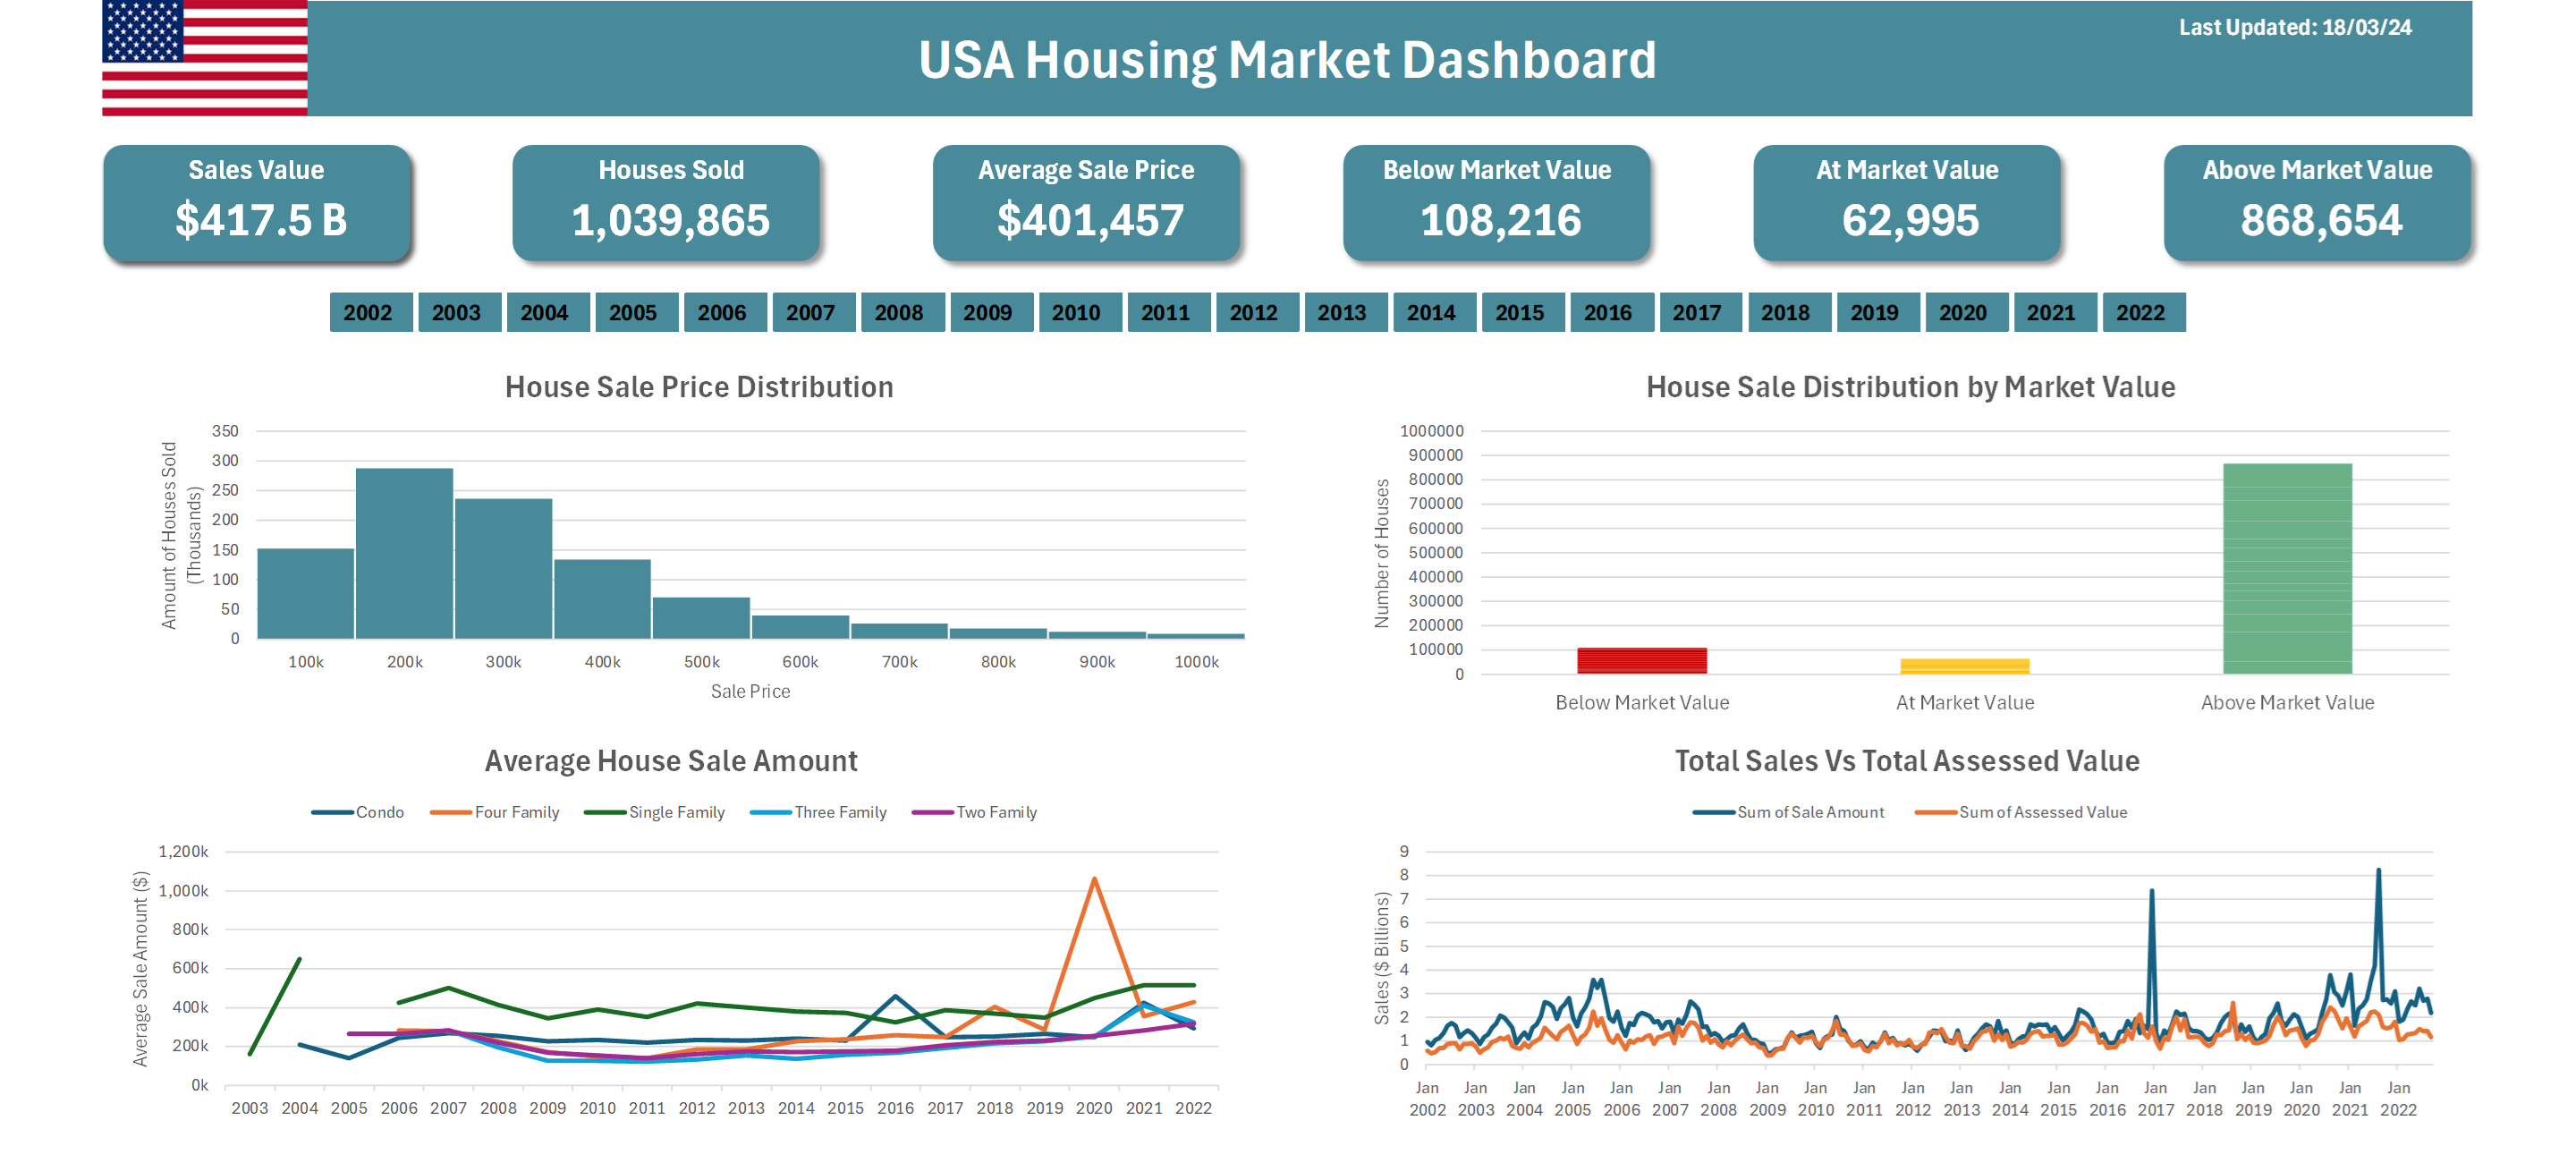 USA Housing Market Dashboard
Last Updated: 18/03/24
Sales Value
$417.5 B
Houses Sold
1,039,865
Average Sale Price
$401,457
Below Market Value
108,216
At Market Value
62,995
Above Market Value
868,654
2002 2003 2004 2005 2006 2007 2008 2009 2010 2011 2012 2013 2014 2015 2016 2017 2018 2019 2020 2021 2022
House Sale Price Distribution
Amount of Houses Sold
(Thousands)
350
300
250
200
150
100
50
0
100k 200k 300k 400k 500k 600k 700k 800k 900k 1000k
Sale Price
House Sale Distribution by Market Value
Number of Houses
1000000
900000
800000
700000
600000
500000
400000
300000
200000
100000
0
Below Market Value At Market Value Above Market Value
Average House Sale Amount
Condo Four Family Single Family Three Family Two Family
Average Sale Amount ($)
1,200k
1,000k
800k
600k
400k
200k
0k
2003 2004 2005 2006 2007 2008 2009 2010 2011 2012 2013 2014 2015 2016 2017 2018 2019 2020 2021 2022
Total Sales Vs Total Assessed Value
Sum of Sale Amount Sum of Assessed Value
Sales ($ Billions)
9
8
7
6
5
4
3
2
1
0
Jan Jan Jan Jan Jan Jan Jan Jan Jan Jan Jan Jan Jan Jan Jan Jan Jan Jan Jan Jan Jan
2002 2003 2004 2005 2006 2007 2008 2009 2010 2011 2012 2013 2014 2015 2016 2017 2018 2019 2020 2021 2022